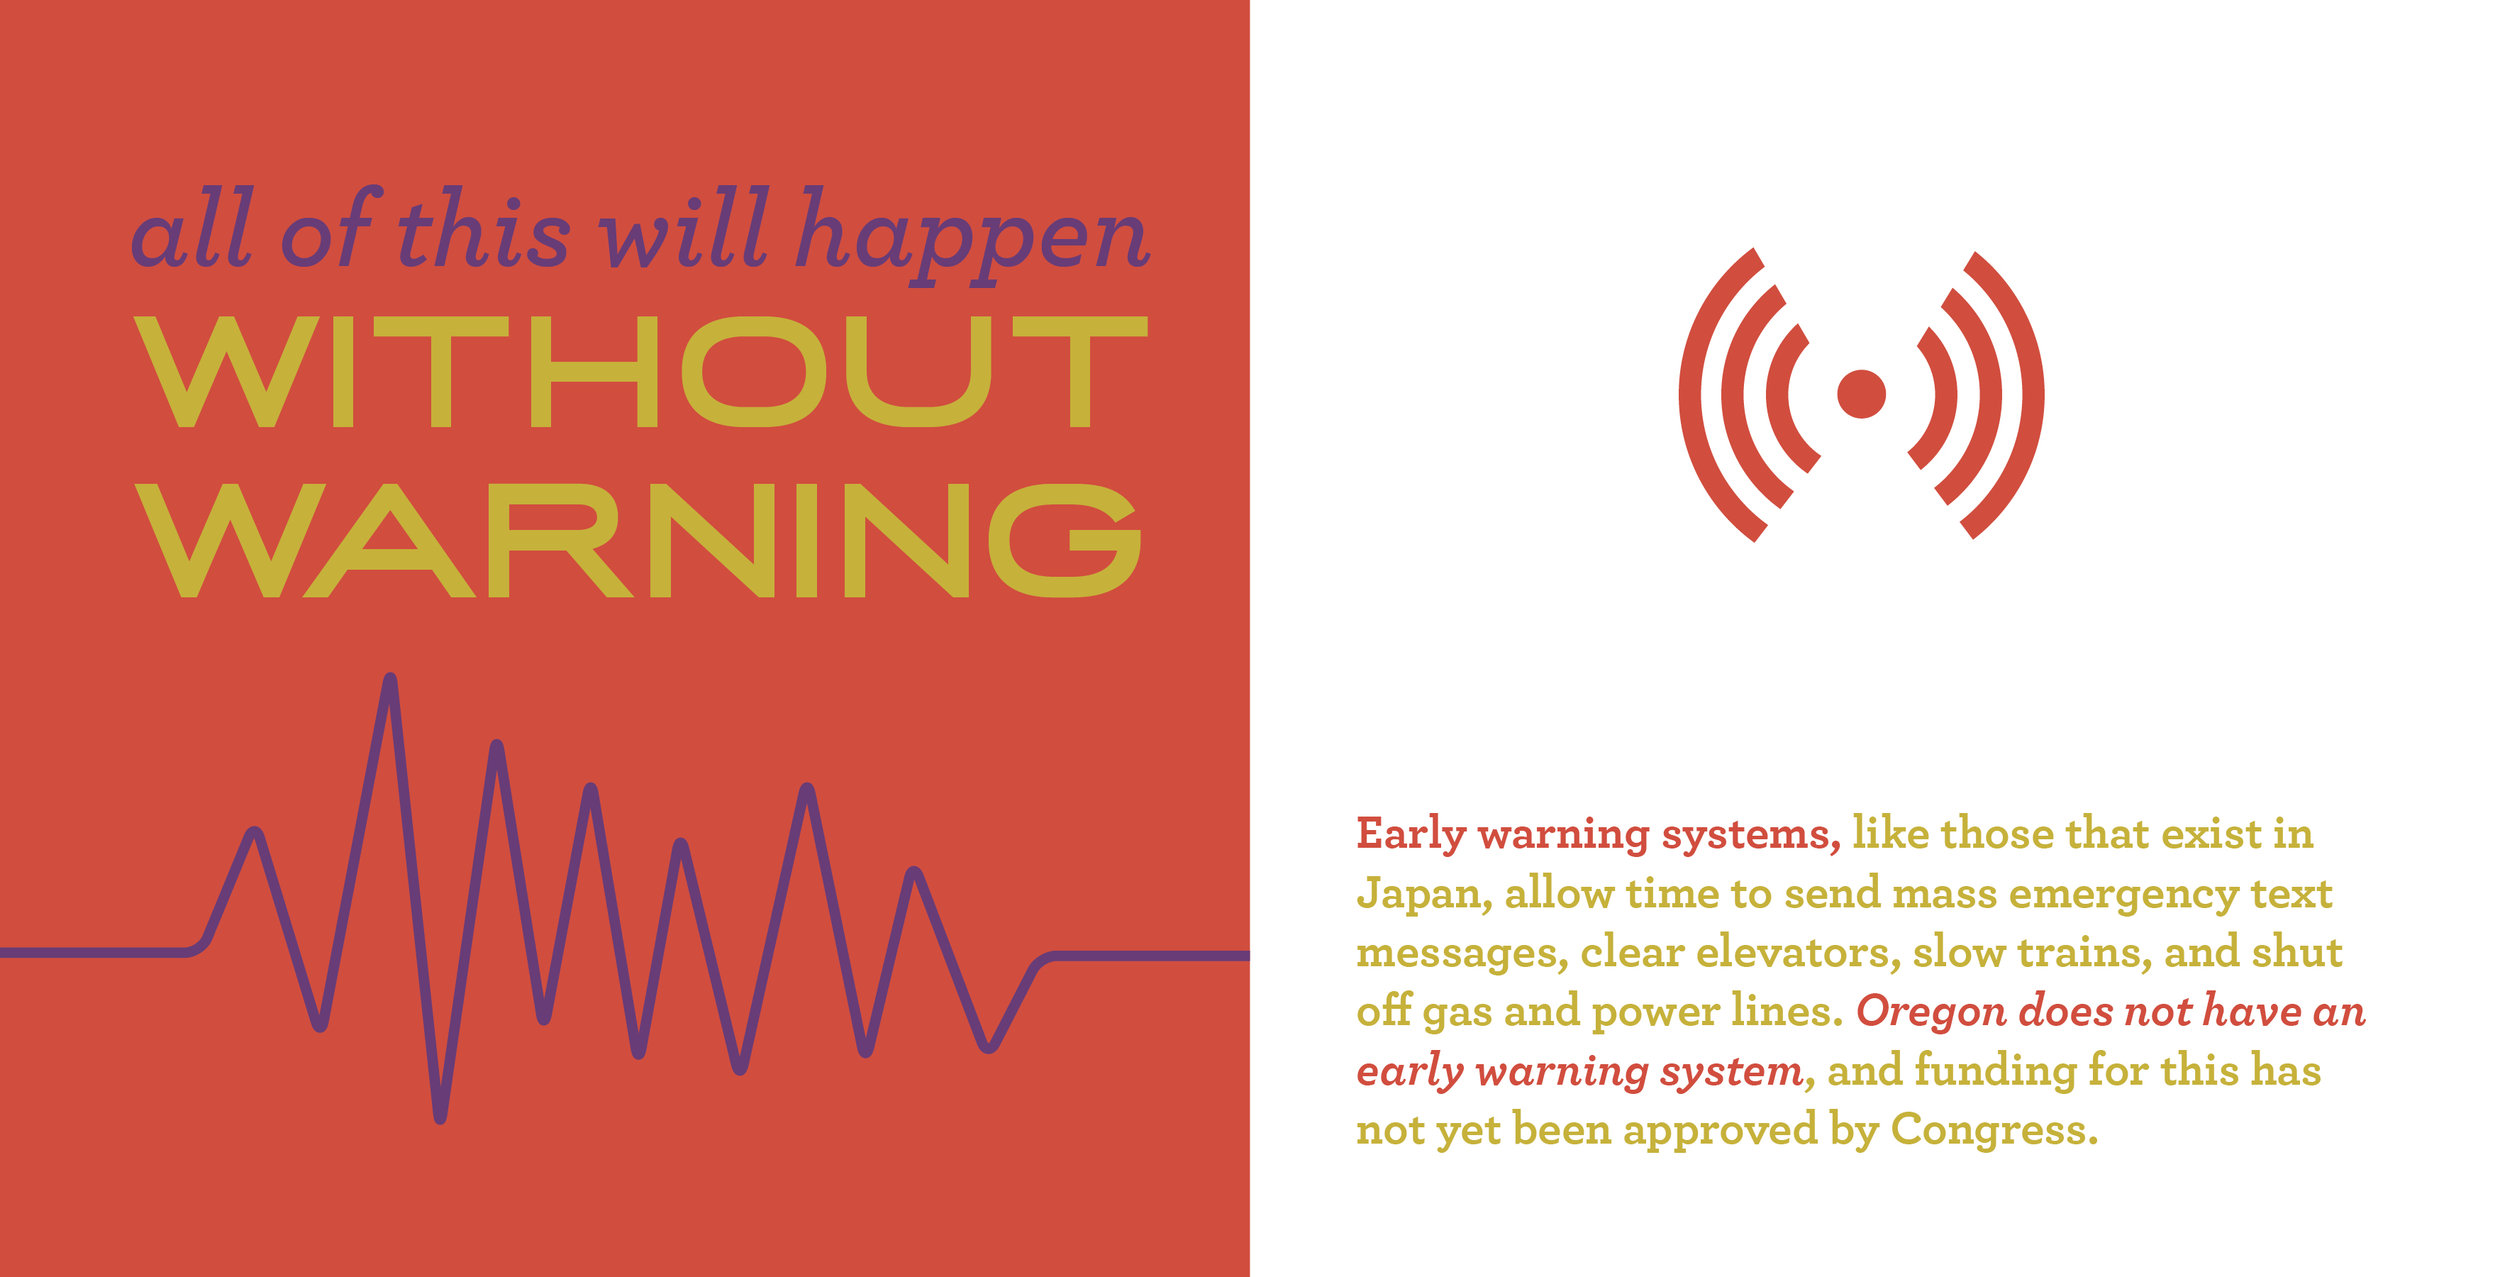 all of this will happen
WITHOUT
WARNING
Early warning systems, like those that exist in
Japan, allow time to send mass emergency text
messages, clear elevators, slow trains, and shut
off gas and power lines. Oregon does not have an
early warning system, and funding for this has
not yet been approved by Congress.